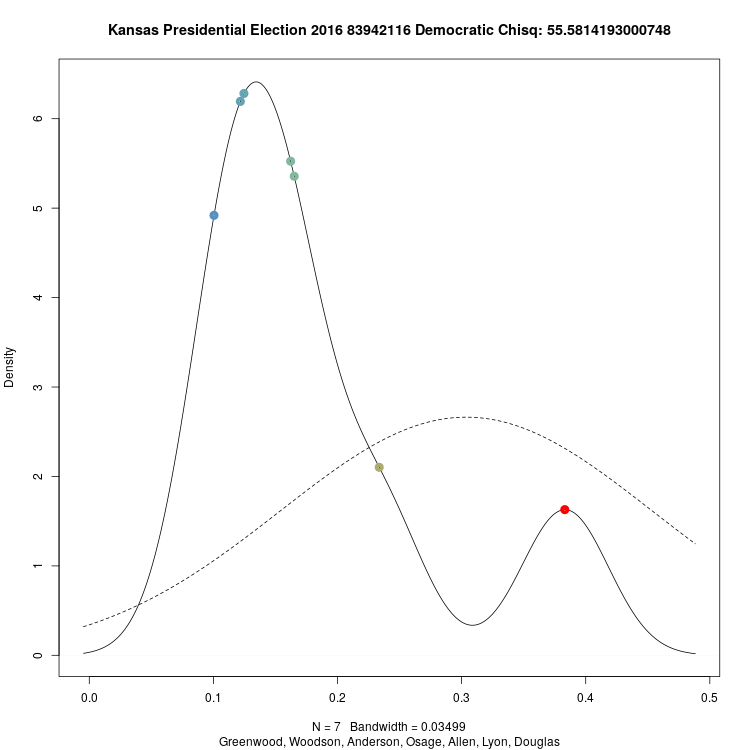 Kansas Presidential Election 2016 83942116 Democratic Chisq: 55.5814193000748
Density
6
5
4
3
2
1
0
0.0 0.1 0.2 0.3 0.4 0.5
N = 7 Bandwidth = 0.03499
Greenwood, Woodson, Anderson, Osage, Allen, Lyon, Douglas